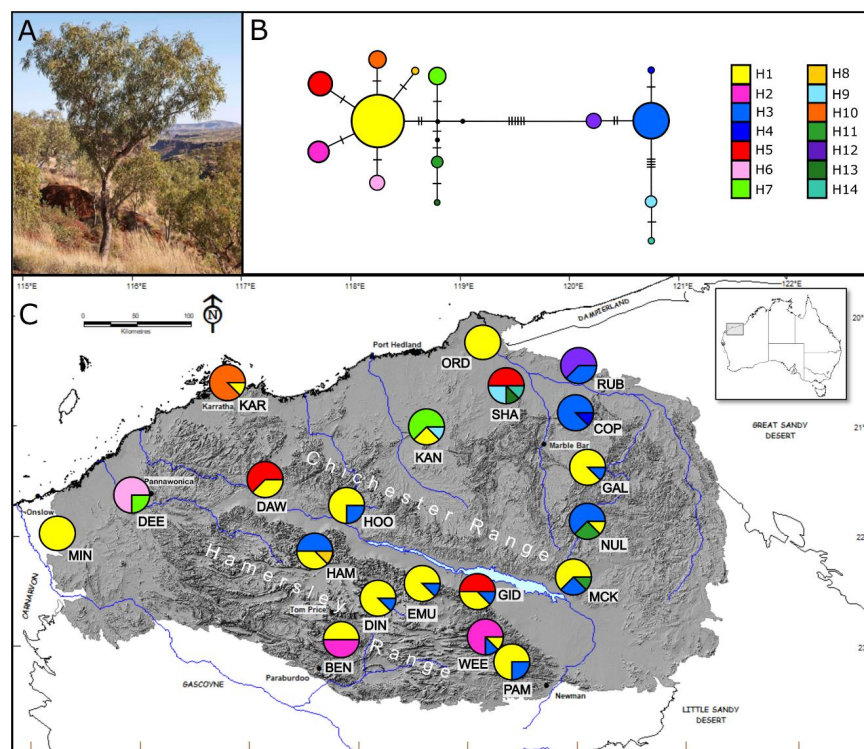 A
B
H1
H2
H3
H4
H5
H6
H7
H8
H9
H10
H11
H12
H13
H14
C
115°E
116°E
117°E
118°E
119°E
120°E
121°E
122°E
0 50 100
Kilometres
N
DAMPIERLAND
20°
Port Hedland
ORD
RUB
KAR
Karratha
SHA
COP
21°
GREAT SANDY
DESERT
KAN
Marble Bar
Chichester Range
GAL
Pannawonica
DEE
DAW
HOO
Onslow
MIN
NUL
22°
HAM
Hamersley
Range
GID
MCK
DIN
EMU
Tom Price
CARNARVON
BEN
WEE
PAM
Paraburdoo
Newman
GASCOYNE
LITTLE SANDY
DESERT